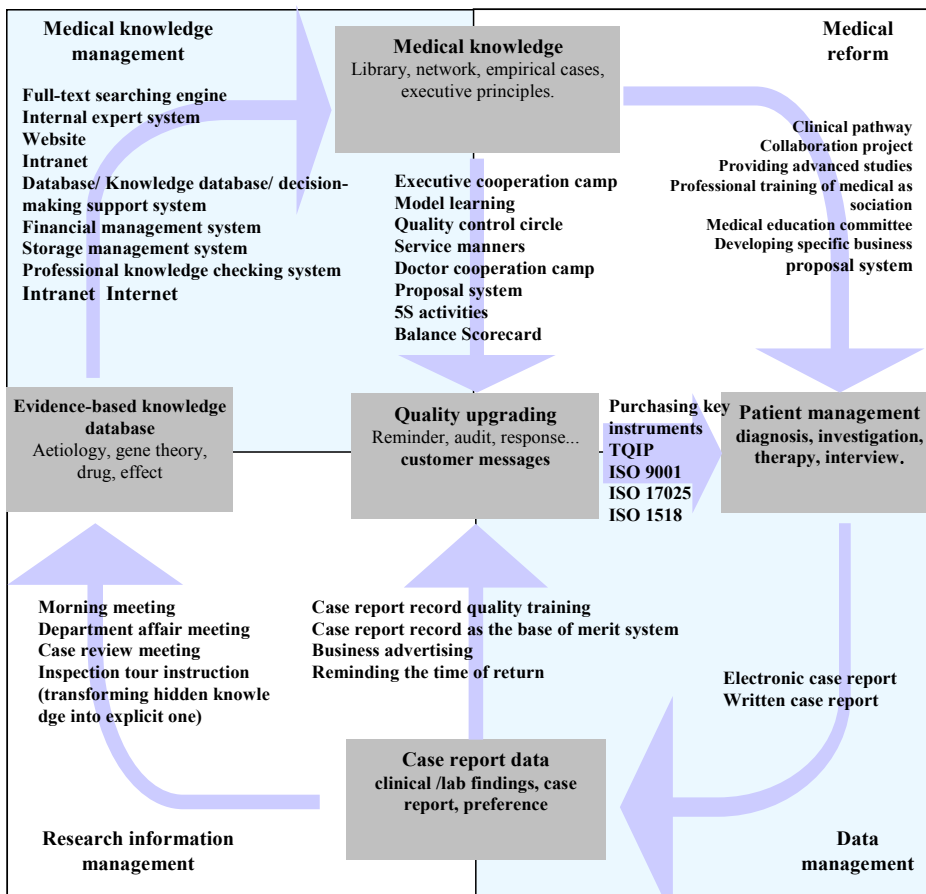 Medical knowledge
management
Medical knowledge
Library, network, empirical cases,
executive principles.
Medical
reform
Full-text searching engine
Internal expert system
Website
Intranet
Database/ Knowledge database/ decision-
making support system
Financial management system
Storage management system
Professional knowledge checking system
Intranet Internet
Executive cooperation camp
Model learning
Quality control circle
Service manners
Doctor cooperation camp
Proposal system
5S activities
Balance Scorecard
Clinical pathway
Collaboration project
Providing advanced studies
Professional training of medical as
sociation
Medical education committee
Developing specific business
proposal system
Evidence-based knowledge
database
Aetiology, gene theory,
drug, effect
Quality upgrading
Reminder, audit, response...
customer messages
Purchasing key
instruments
TQIP
ISO 9001
ISO 17025
ISO 1518
Patient management
diagnosis, investigation,
therapy, interview.
Morning meeting
Department affair meeting
Case review meeting
Inspection tour instruction
(transforming hidden knowle
dge into explicit one)
Case report record quality training
Case report record as the base of merit system
Business advertising
Reminding the time of return
Electronic case report
Written case report
Case report data
clinical /lab findings, case
report, preference
Research information
management
Data
management